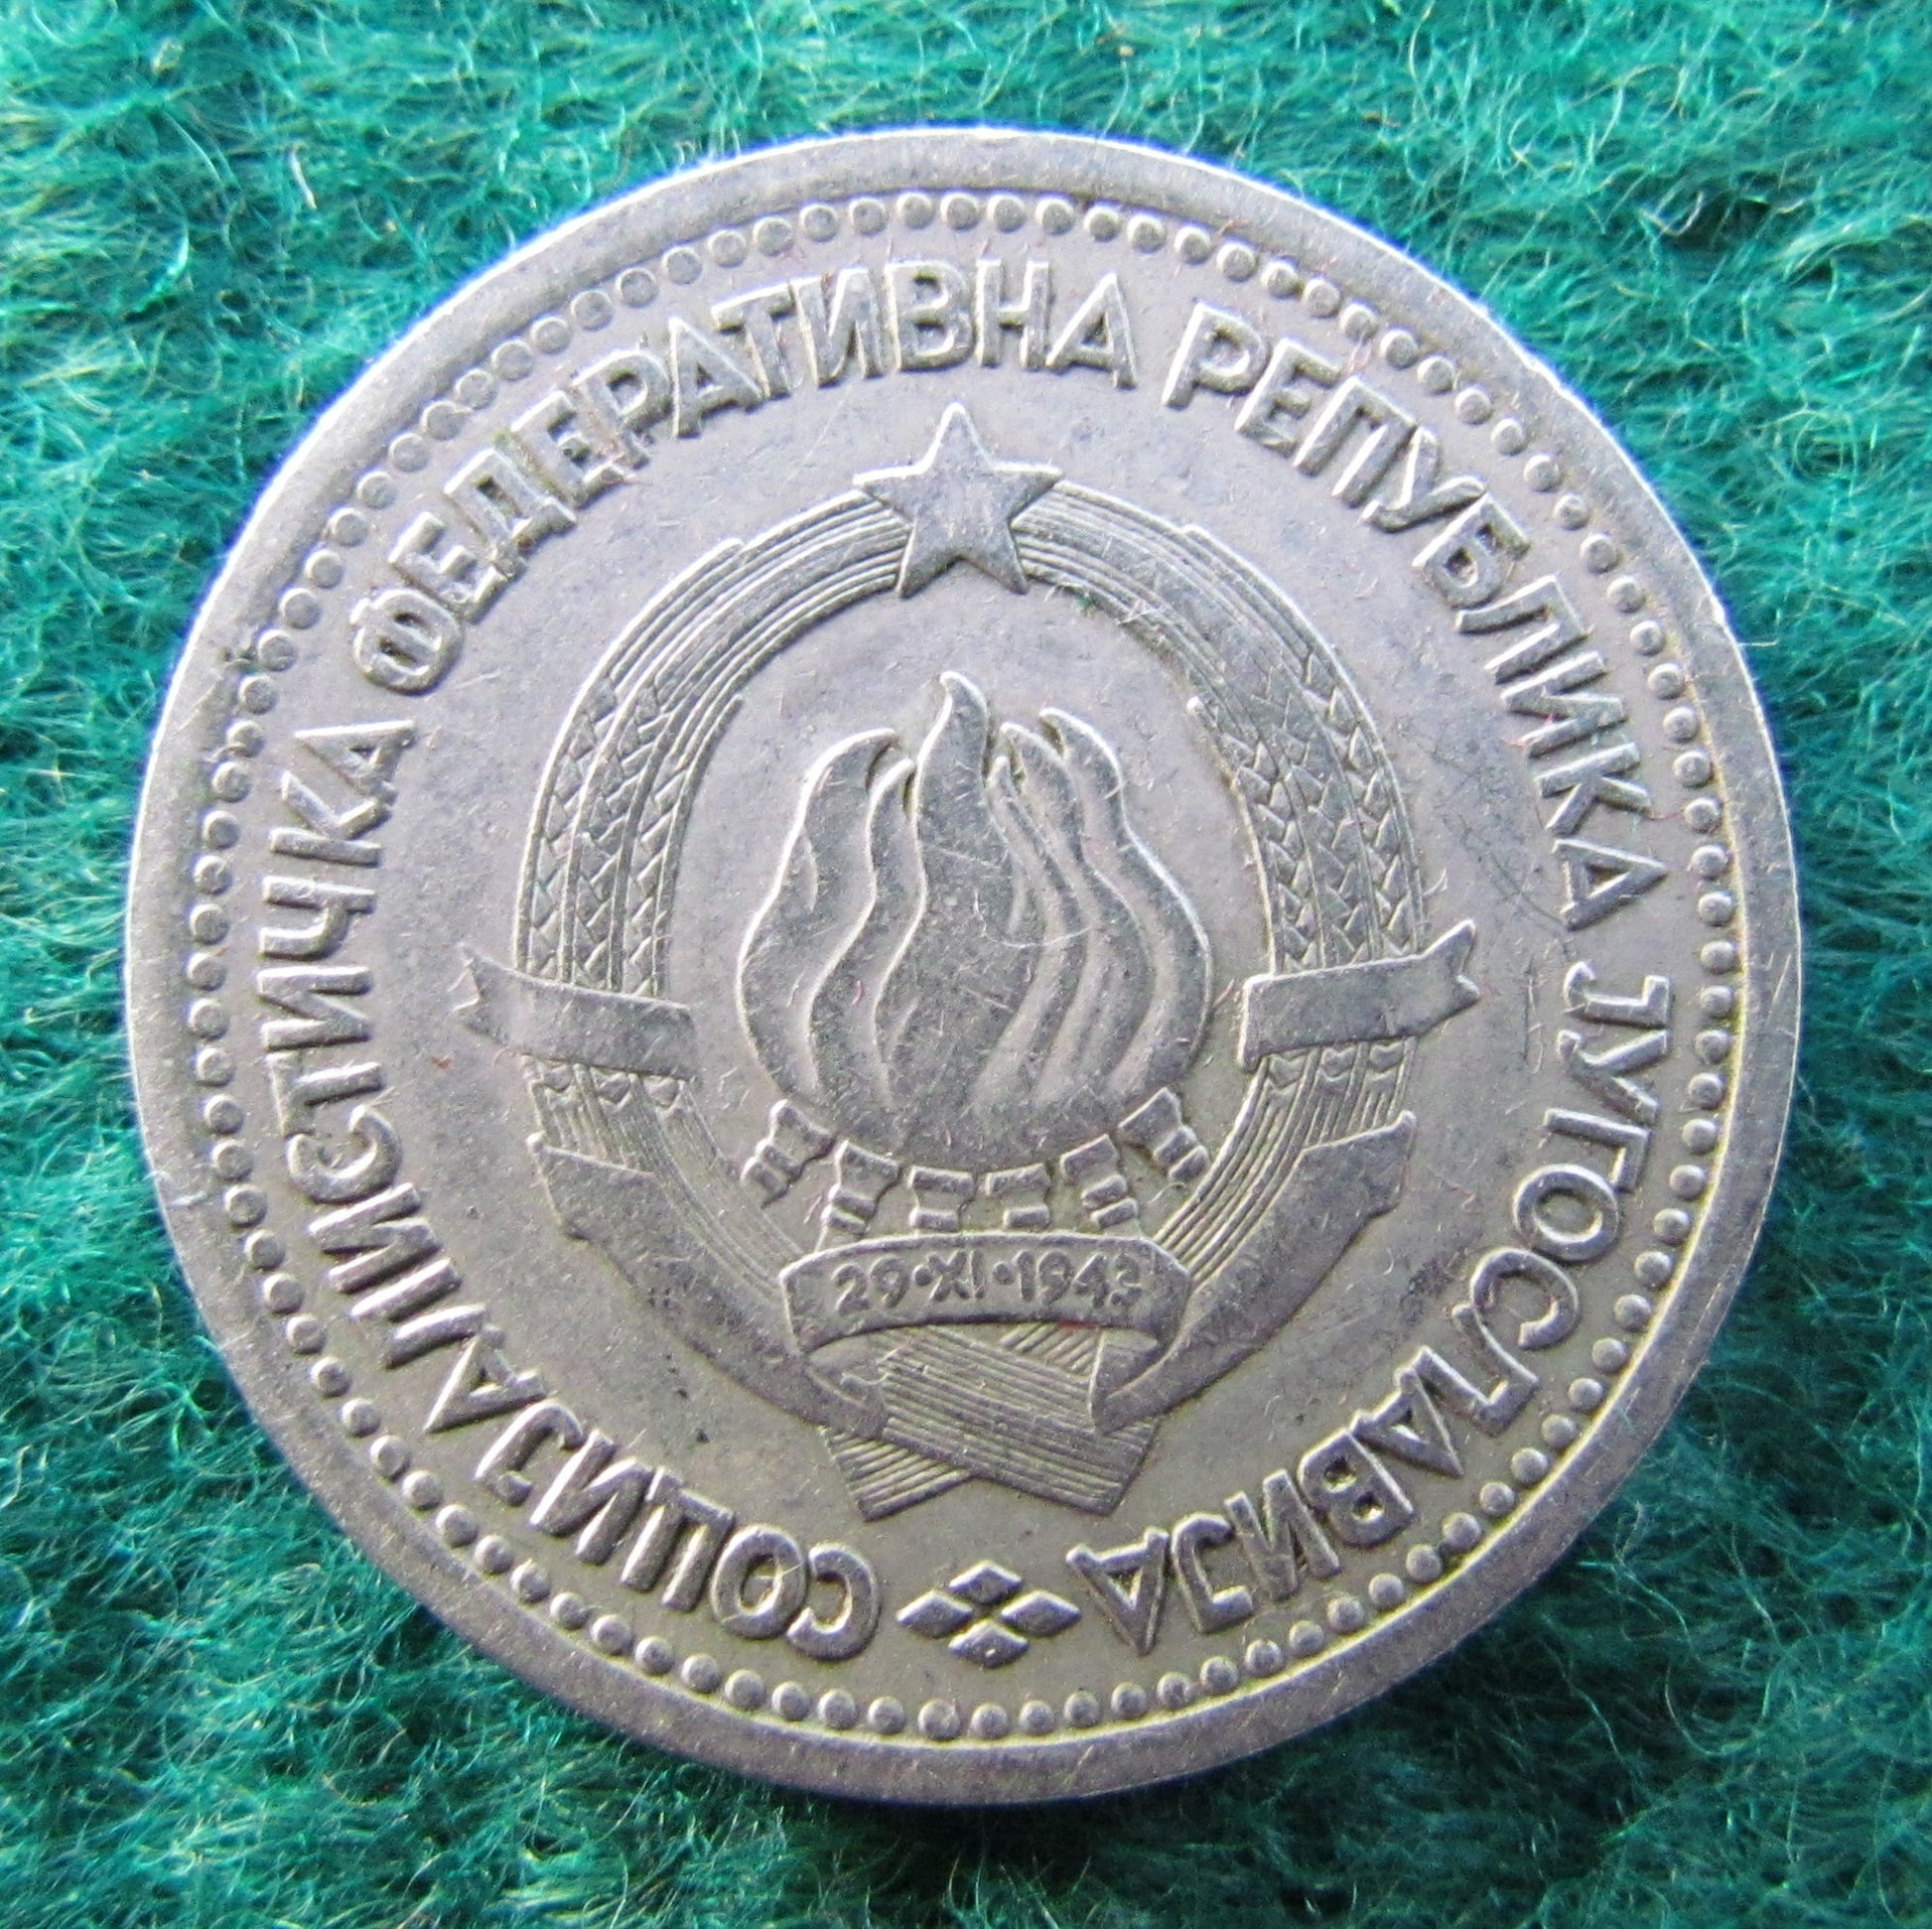 СОЦИЈАЛИСТИЧКА ФЕДЕРАТИВНА РЕПУБЛИКА ЈУГОСЛАВИЈА
29·XI·1943